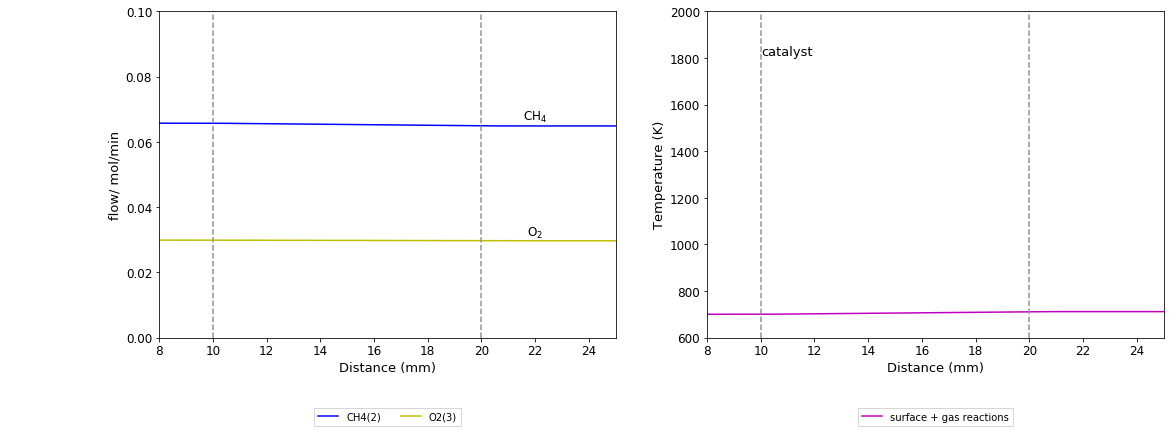 0.10
0.08
0.06
0.04
0.02
0.00
flow/ mol/min
CH4
O2
8 10 12 14 16 18 20 22 24
Distance (mm)
CH4(2) O2(3)
2000
1800
1600
1400
1200
1000
800
600
Temperature (K)
catalyst
8 10 12 14 16 18 20 22 24
Distance (mm)
surface + gas reactions